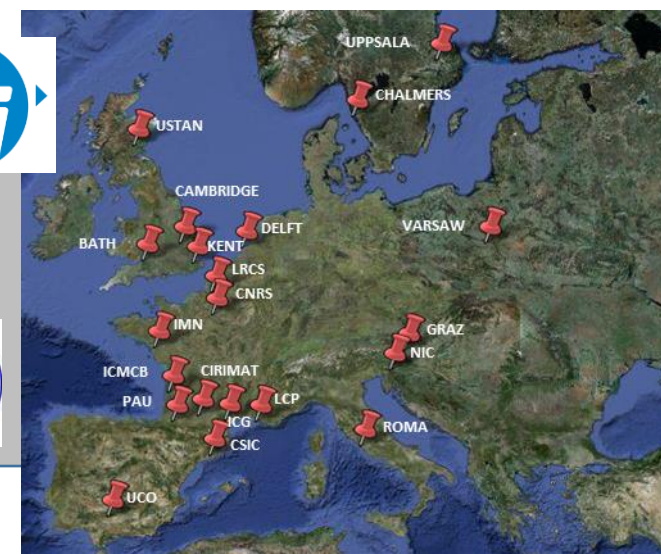 UPPSALA
CHALMERS
USTAN
CAMBRIDGE
DELFT
VARSAW
BATH
KENT
LRCS
CNRS
IMN
GRAZ
NIC
ICMCB
CIRIMAT
PAU
LCP
ICG
ROMA
CSIC
UCO